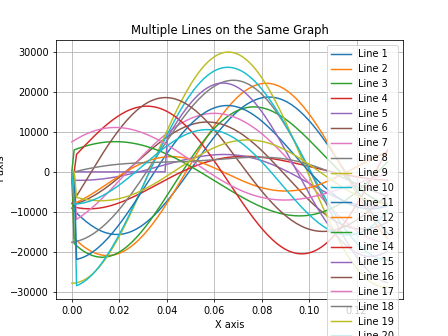 Multiple Lines on the Same Graph
30000
20000
10000
0
−10000
−20000
−30000
0.00 0.02 0.04 0.06 0.08 0.10
X axis
Line 1
Line 2
Line 3
Line 4
Line 5
Line 6
Line 7
Line 8
Line 9
Line 10
Line 11
Line 12
Line 13
Line 14
Line 15
Line 16
Line 17
Line 18
Line 19
Line 20